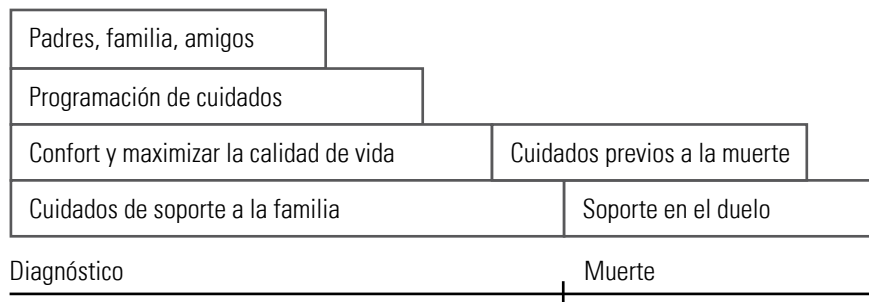 Padres, familia, amigos
Programación de cuidados
Confort y maximizar la calidad de vida
Cuidados previos a la muerte
Cuidados de soporte a la familia
Soporte en el duelo
Diagnóstico
Muerte